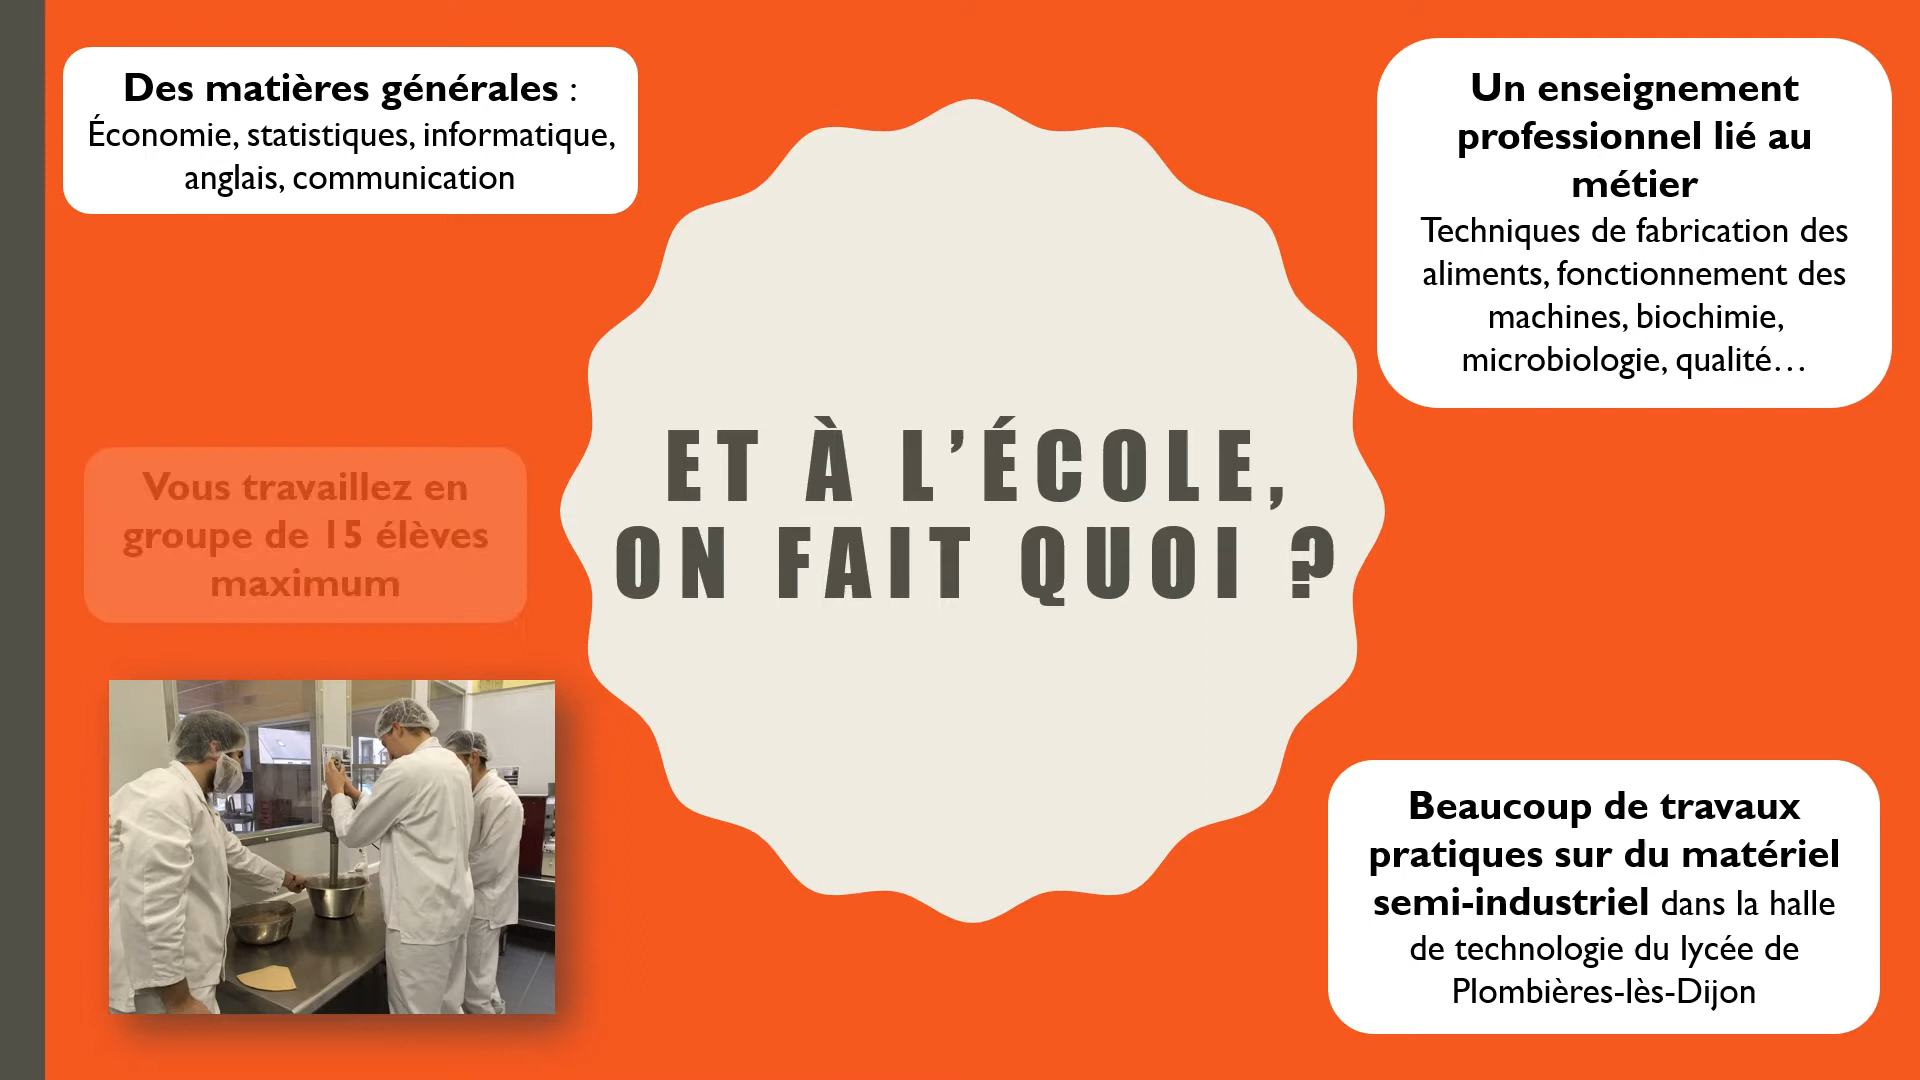 Des matières générales :
Économie, statistiques, informatique,
anglais, communication
Un enseignement
professionnel lié au
métier
Techniques de fabrication des
aliments, fonctionnement des
machines, biochimie,
microbiologie, qualité…
ET À L’ÉCOLE,
ON FAIT QUOI ?
Vous travaillez en
groupe de 15 élèves
maximum
Beaucoup de travaux
pratiques sur du matériel
semi-industriel dans la halle
de technologie du lycée de
Plombières-lès-Dijon